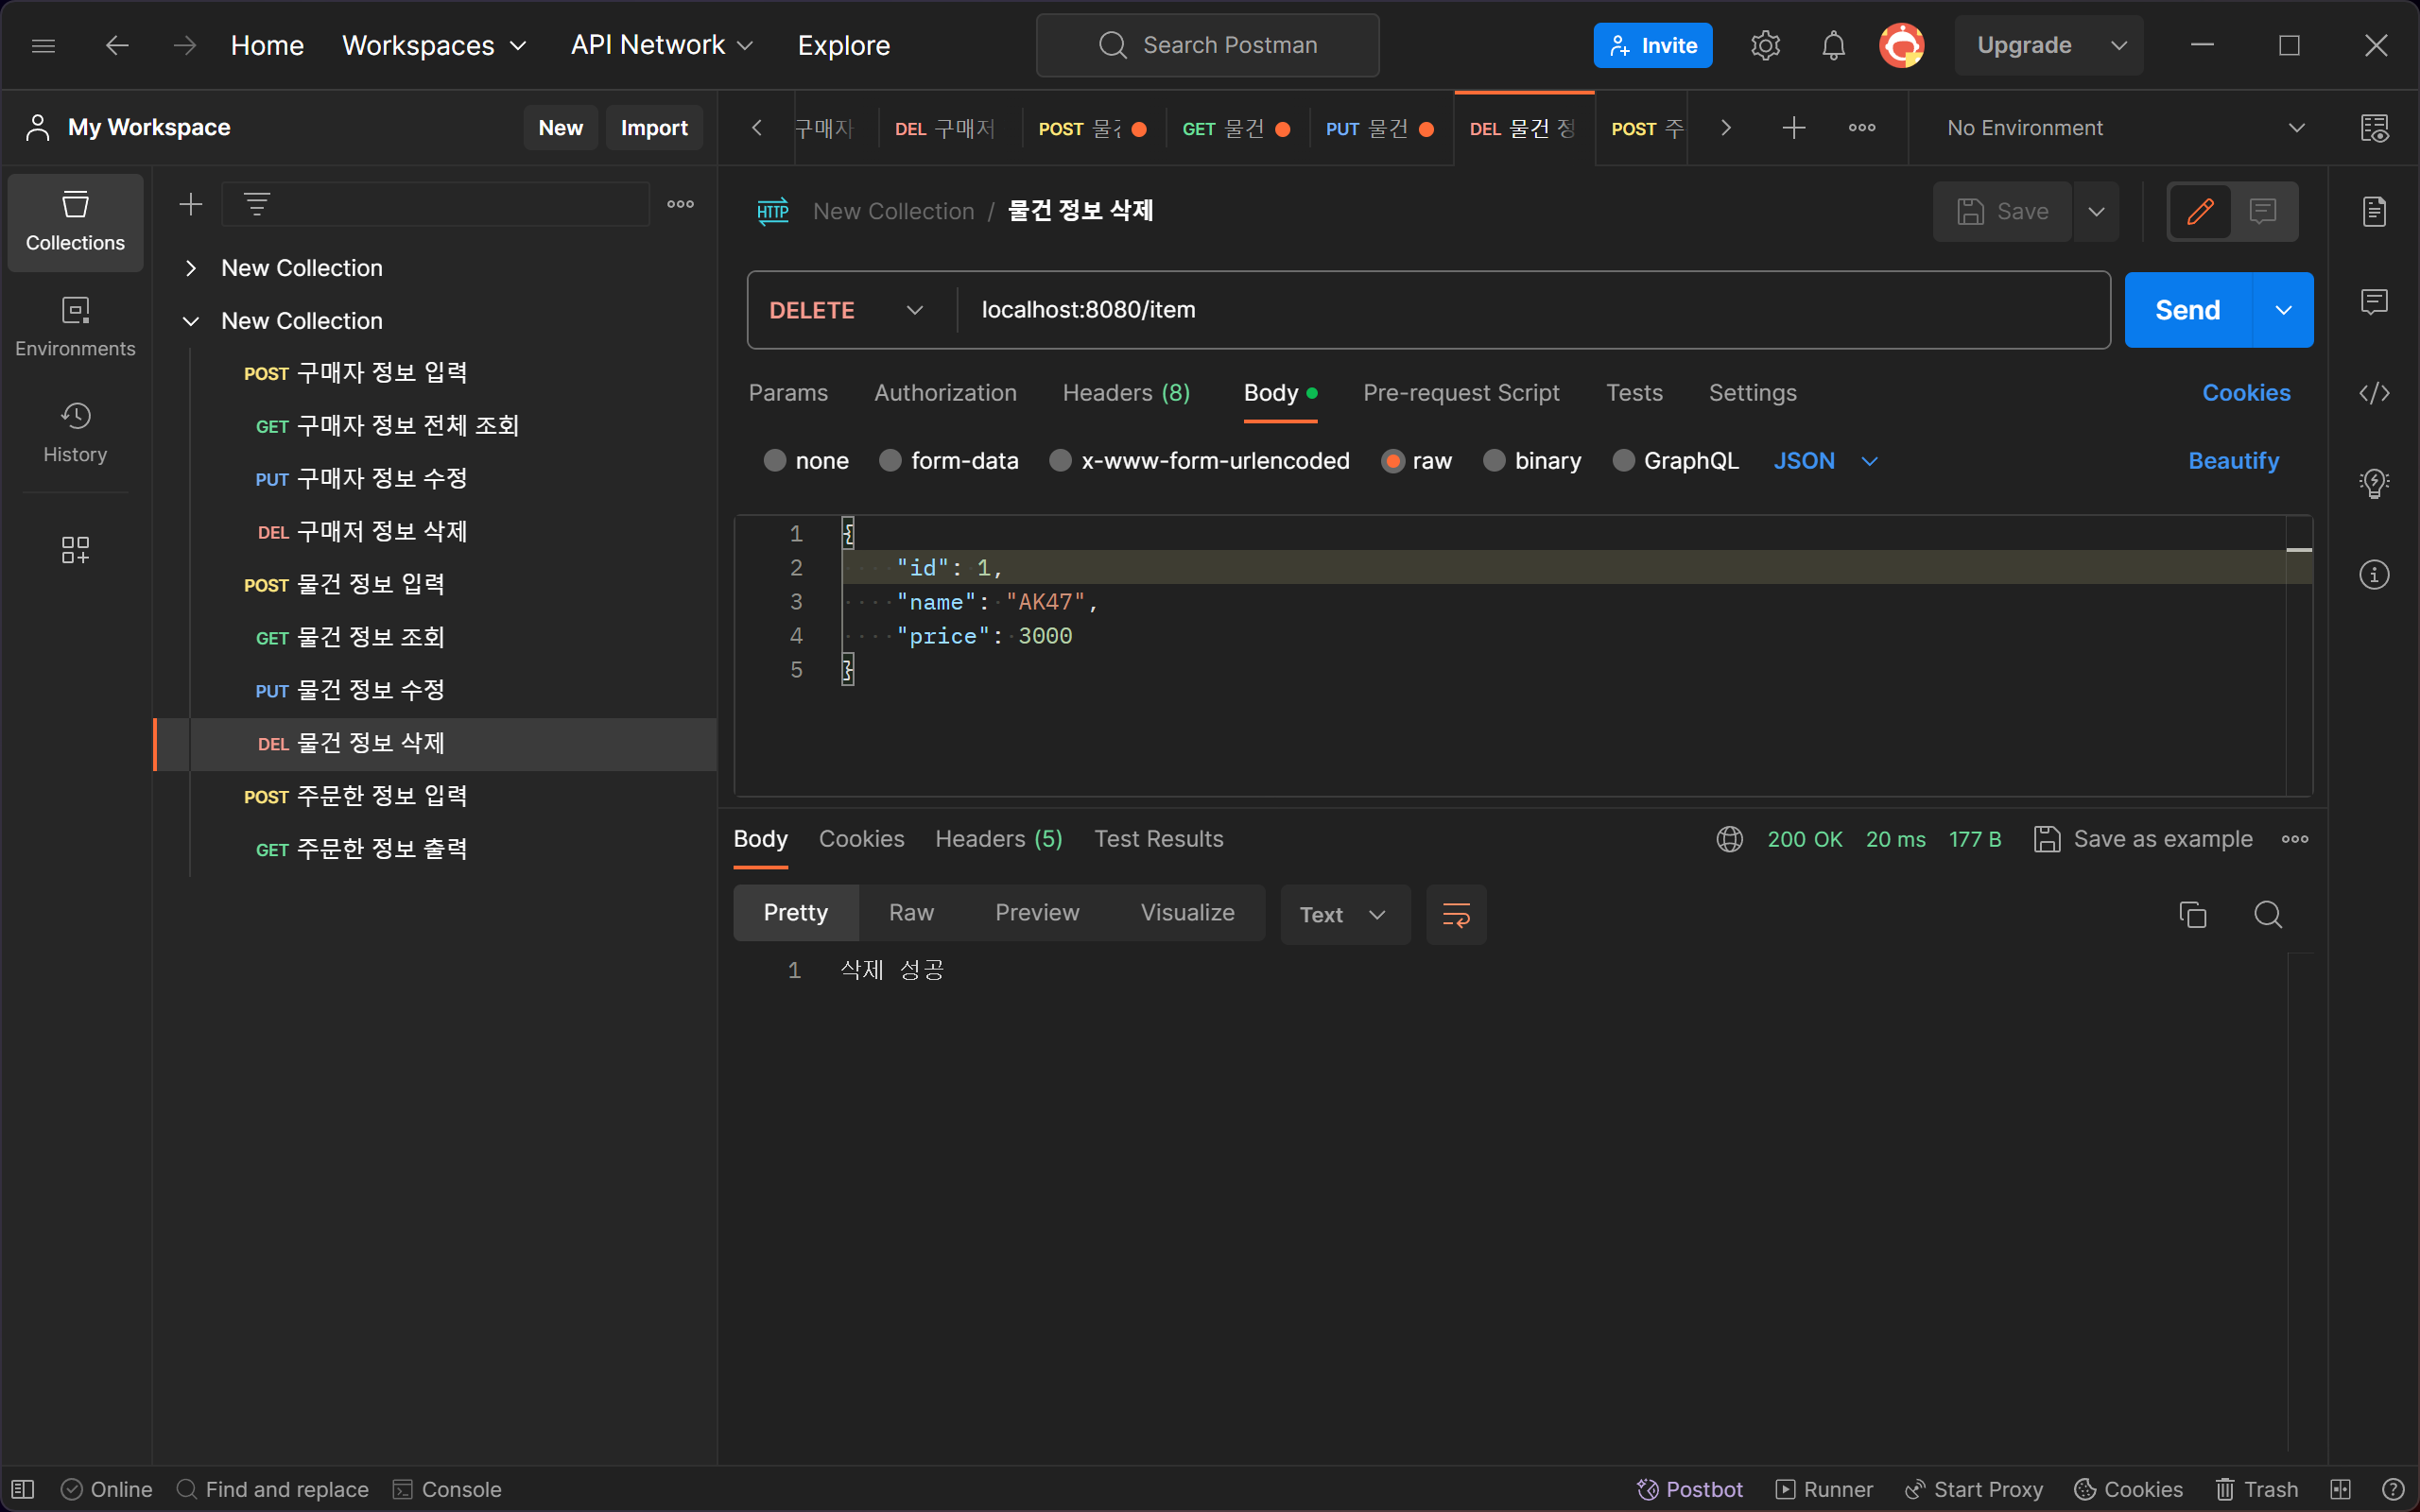 Home Workspaces API Network Explore Search Postman Invite Upgrade
My Workspace New Import
구매자 DEL 구매저 POST 물건 GET 물건 PUT 물건 DEL 물건 정 POST 주 No Environment
Collections
Environments
History
New Collection
New Collection
POST 구매자 정보 입력
GET 구매자 정보 전체 조회
PUT 구매자 정보 수정
DEL 구매저 정보 삭제
POST 물건 정보 입력
GET 물건 정보 조회
PUT 물건 정보 수정
DEL 물건 정보 삭제
POST 주문한 정보 입력
GET 주문한 정보 출력
HTTP New Collection / 물건 정보 삭제 Save
DELETE localhost:8080/item Send
Params Authorization Headers (8) Body Pre-request Script Tests Settings Cookies
none form-data x-www-form-urlencoded raw binary GraphQL JSON Beautify
1 {
2 "id": 1,
3 "name": "AK47",
4 "price": 3000
5 }
Body Cookies Headers (5) Test Results 200 OK 20 ms 177 B Save as example
Pretty Raw Preview Visualize Text
1 삭제 성공
Online Find and replace Console Postbot Runner Start Proxy Cookies Trash